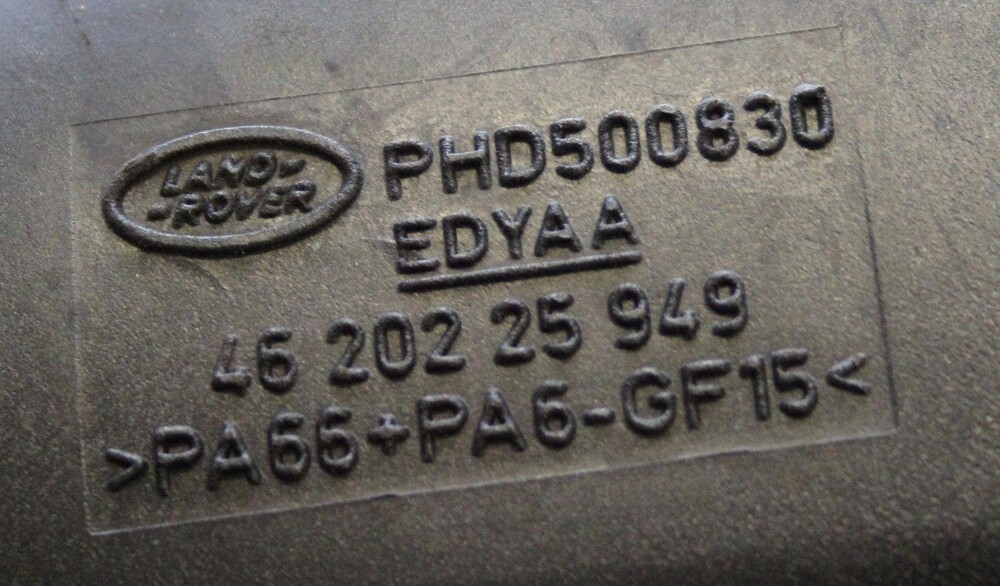 LAND-
-ROVER
PHD500830
EDYAA
46 202 25 949
>PA66+PA6-GF15<